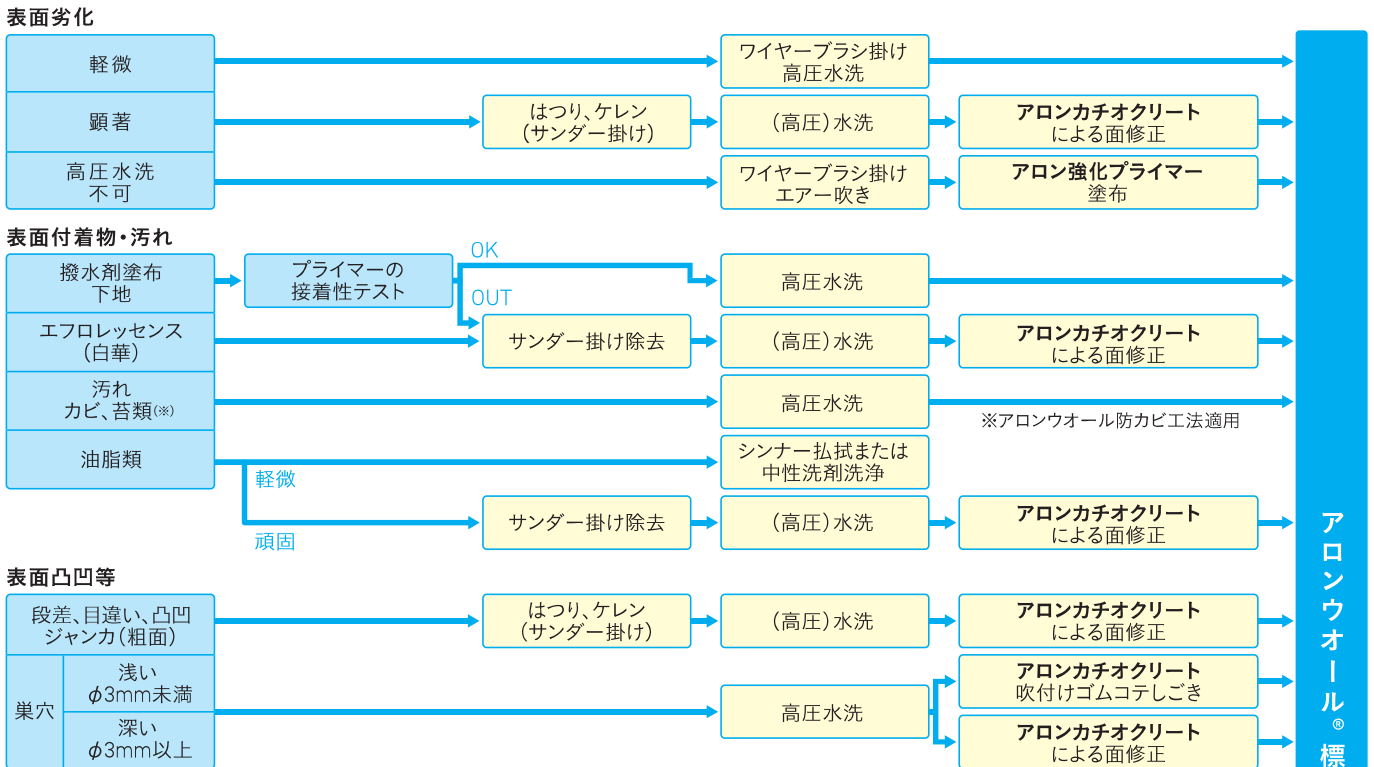 表面劣化
軽微
ワイヤーブラシ掛け
高圧水洗
顕著
はつり、ケレン
（サンダー掛け）
（高圧）水洗
アロンカチオクリート
による面修正
高圧水洗
不可
ワイヤーブラシ掛け
エアー吹き
アロン強化プライマー
塗布
表面付着物・汚れ
撥水剤塗布
下地
プライマーの
接着性テスト
OK
OUT
高圧水洗
エフロレッセンス
（白華）
サンダー掛け除去
（高圧）水洗
アロンカチオクリート
による面修正
汚れ
カビ、苔類(※)
高圧水洗
※アロンウオール防カビ工法適用
油脂類
軽微
シンナー払拭または
中性洗剤洗浄
頑固
サンダー掛け除去
（高圧）水洗
アロンカチオクリート
による面修正
表面凸凹等
段差、目違い、凸凹
ジャンカ（粗面）
はつり、ケレン
（サンダー掛け）
（高圧）水洗
アロンカチオクリート
による面修正
巣穴
浅い
φ3mm未満
深い
φ3mm以上
高圧水洗
アロンカチオクリート
吹付けゴムコテしごき
アロンカチオクリート
による面修正
アロンウオール®標